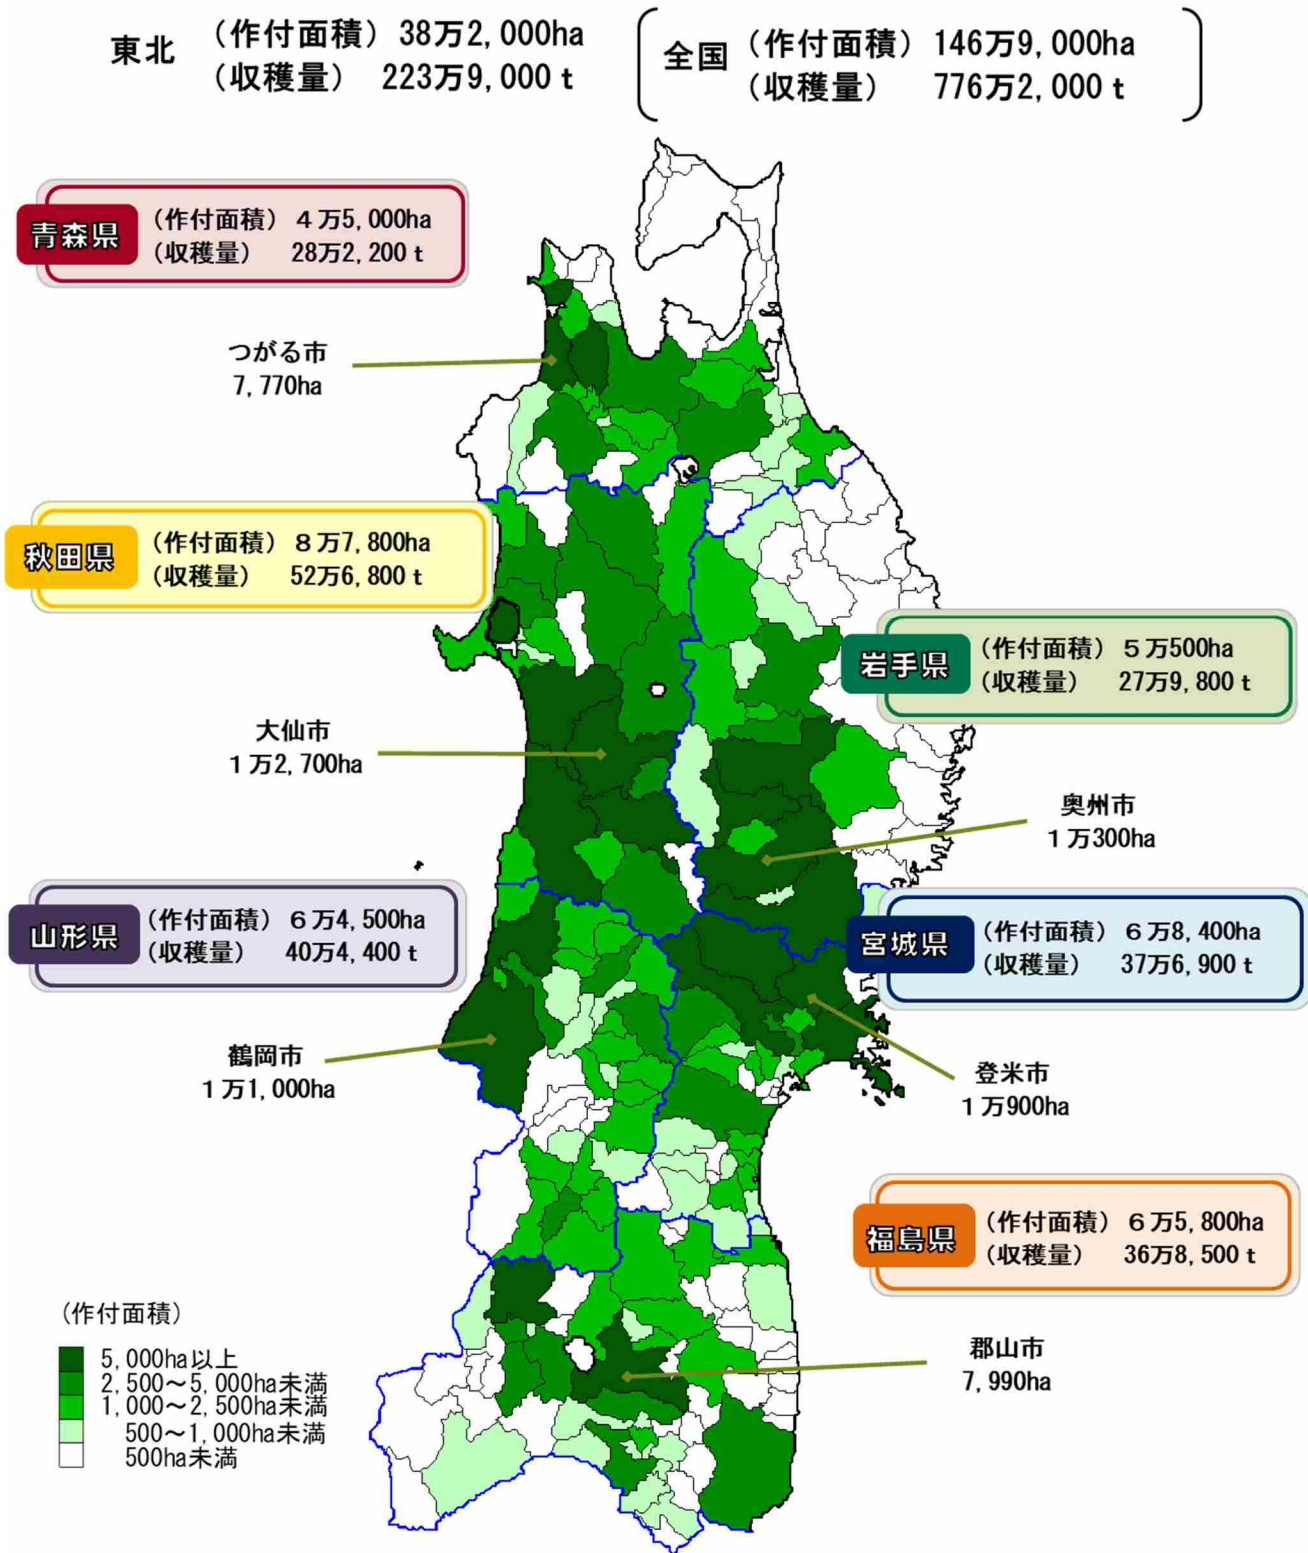 東北 (作付面積) 38万2,000ha
(収穫量) 223万9,000t
全国 (作付面積) 146万9,000ha
(収穫量) 776万2,000t
青森県
(作付面積) 4万5,000ha
(収穫量) 28万2,200t
つがる市
7,770ha
秋田県
(作付面積) 8万7,800ha
(収穫量) 52万6,800t
岩手県
(作付面積) 5万500ha
(収穫量) 27万9,800t
大仙市
1万2,700ha
奥州市
1万300ha
山形県
(作付面積) 6万4,500ha
(収穫量) 40万4,400t
宮城県
(作付面積) 6万8,400ha
(収穫量) 37万6,900t
鶴岡市
1万1,000ha
登米市
1万900ha
福島県
(作付面積) 6万5,800ha
(収穫量) 36万8,500t
郡山市
7,990ha
(作付面積)
5,000ha以上
2,500～5,000ha未満
1,000～2,500ha未満
500～1,000ha未満
500ha未満